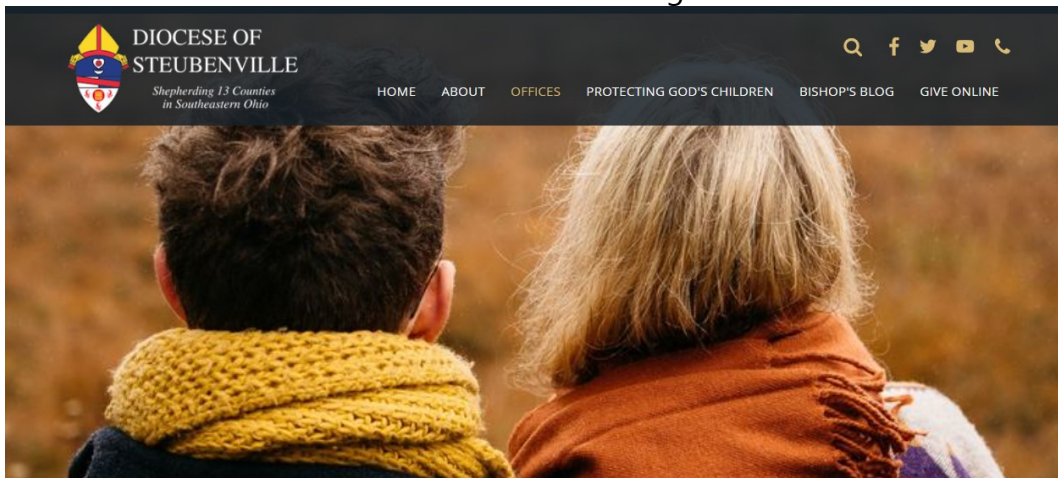 DIOCESE OF
STEUBENVILLE
Shepherding 13 Counties
in Southeastern Ohio
HOME ABOUT OFFICES PROTECTING GOD'S CHILDREN BISHOP'S BLOG GIVE ONLINE